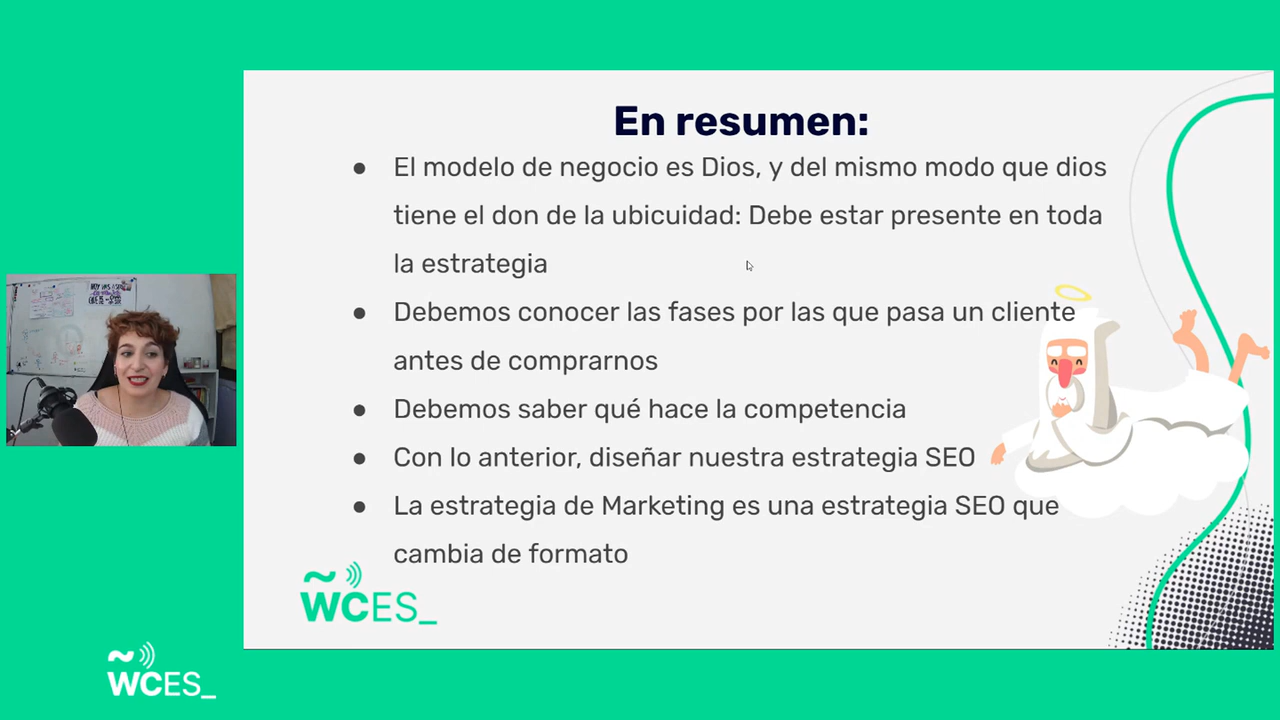 En resumen:
● El modelo de negocio es Dios, y del mismo modo que dios
tiene el don de la ubicuidad: Debe estar presente en toda
la estrategia
● Debemos conocer las fases por las que pasa un cliente
antes de comprarnos
● Debemos saber qué hace la competencia
● Con lo anterior, diseñar nuestra estrategia SEO
● La estrategia de Marketing es una estrategia SEO que
cambia de formato
WCES_
WCES_